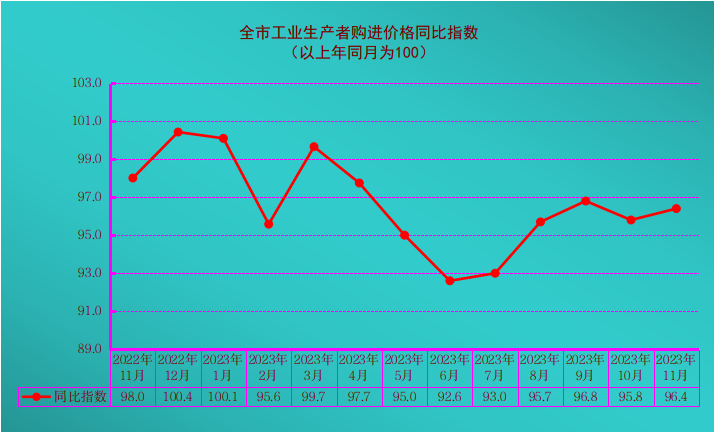 全市工业生产者购进价格同比指数
（以上年同月为100）
103.0
101.0
99.0
97.0
95.0
93.0
91.0
89.0
2022年 2022年 2023年 2023年 2023年 2023年 2023年 2023年 2023年 2023年 2023年 2023年 2023年
11月 12月 1月 2月 3月 4月 5月 6月 7月 8月 9月 10月 11月
同比指数 98.0 100.4 100.1 95.6 99.7 97.7 95.0 92.6 93.0 95.7 96.8 95.8 96.4